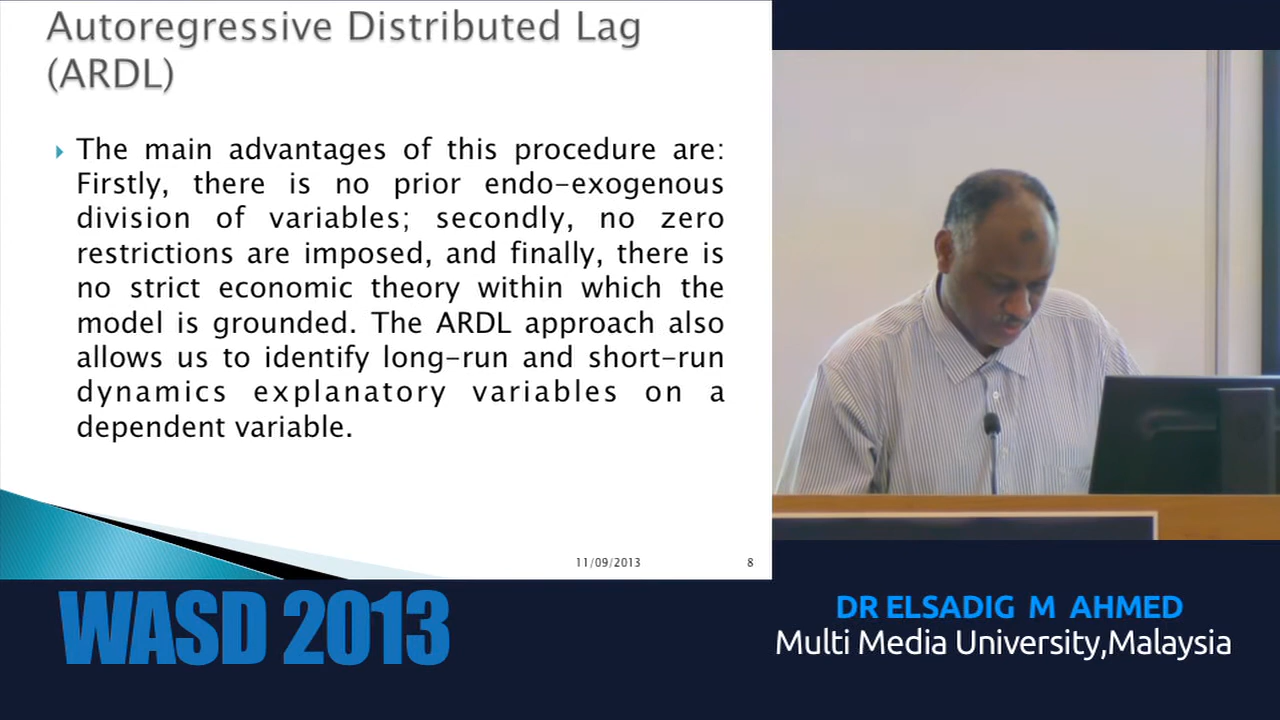 Autoregressive Distributed Lag
(ARDL)
The main advantages of this procedure are:
Firstly, there is no prior endo-exogenous
division of variables; secondly, no zero
restrictions are imposed, and finally, there is
no strict economic theory within which the
model is grounded. The ARDL approach also
allows us to identify long-run and short-run
dynamics explanatory variables on a
dependent variable.
11/09/2013
8
WASD 2013
DR ELSADIG M AHMED
Multi Media University,Malaysia